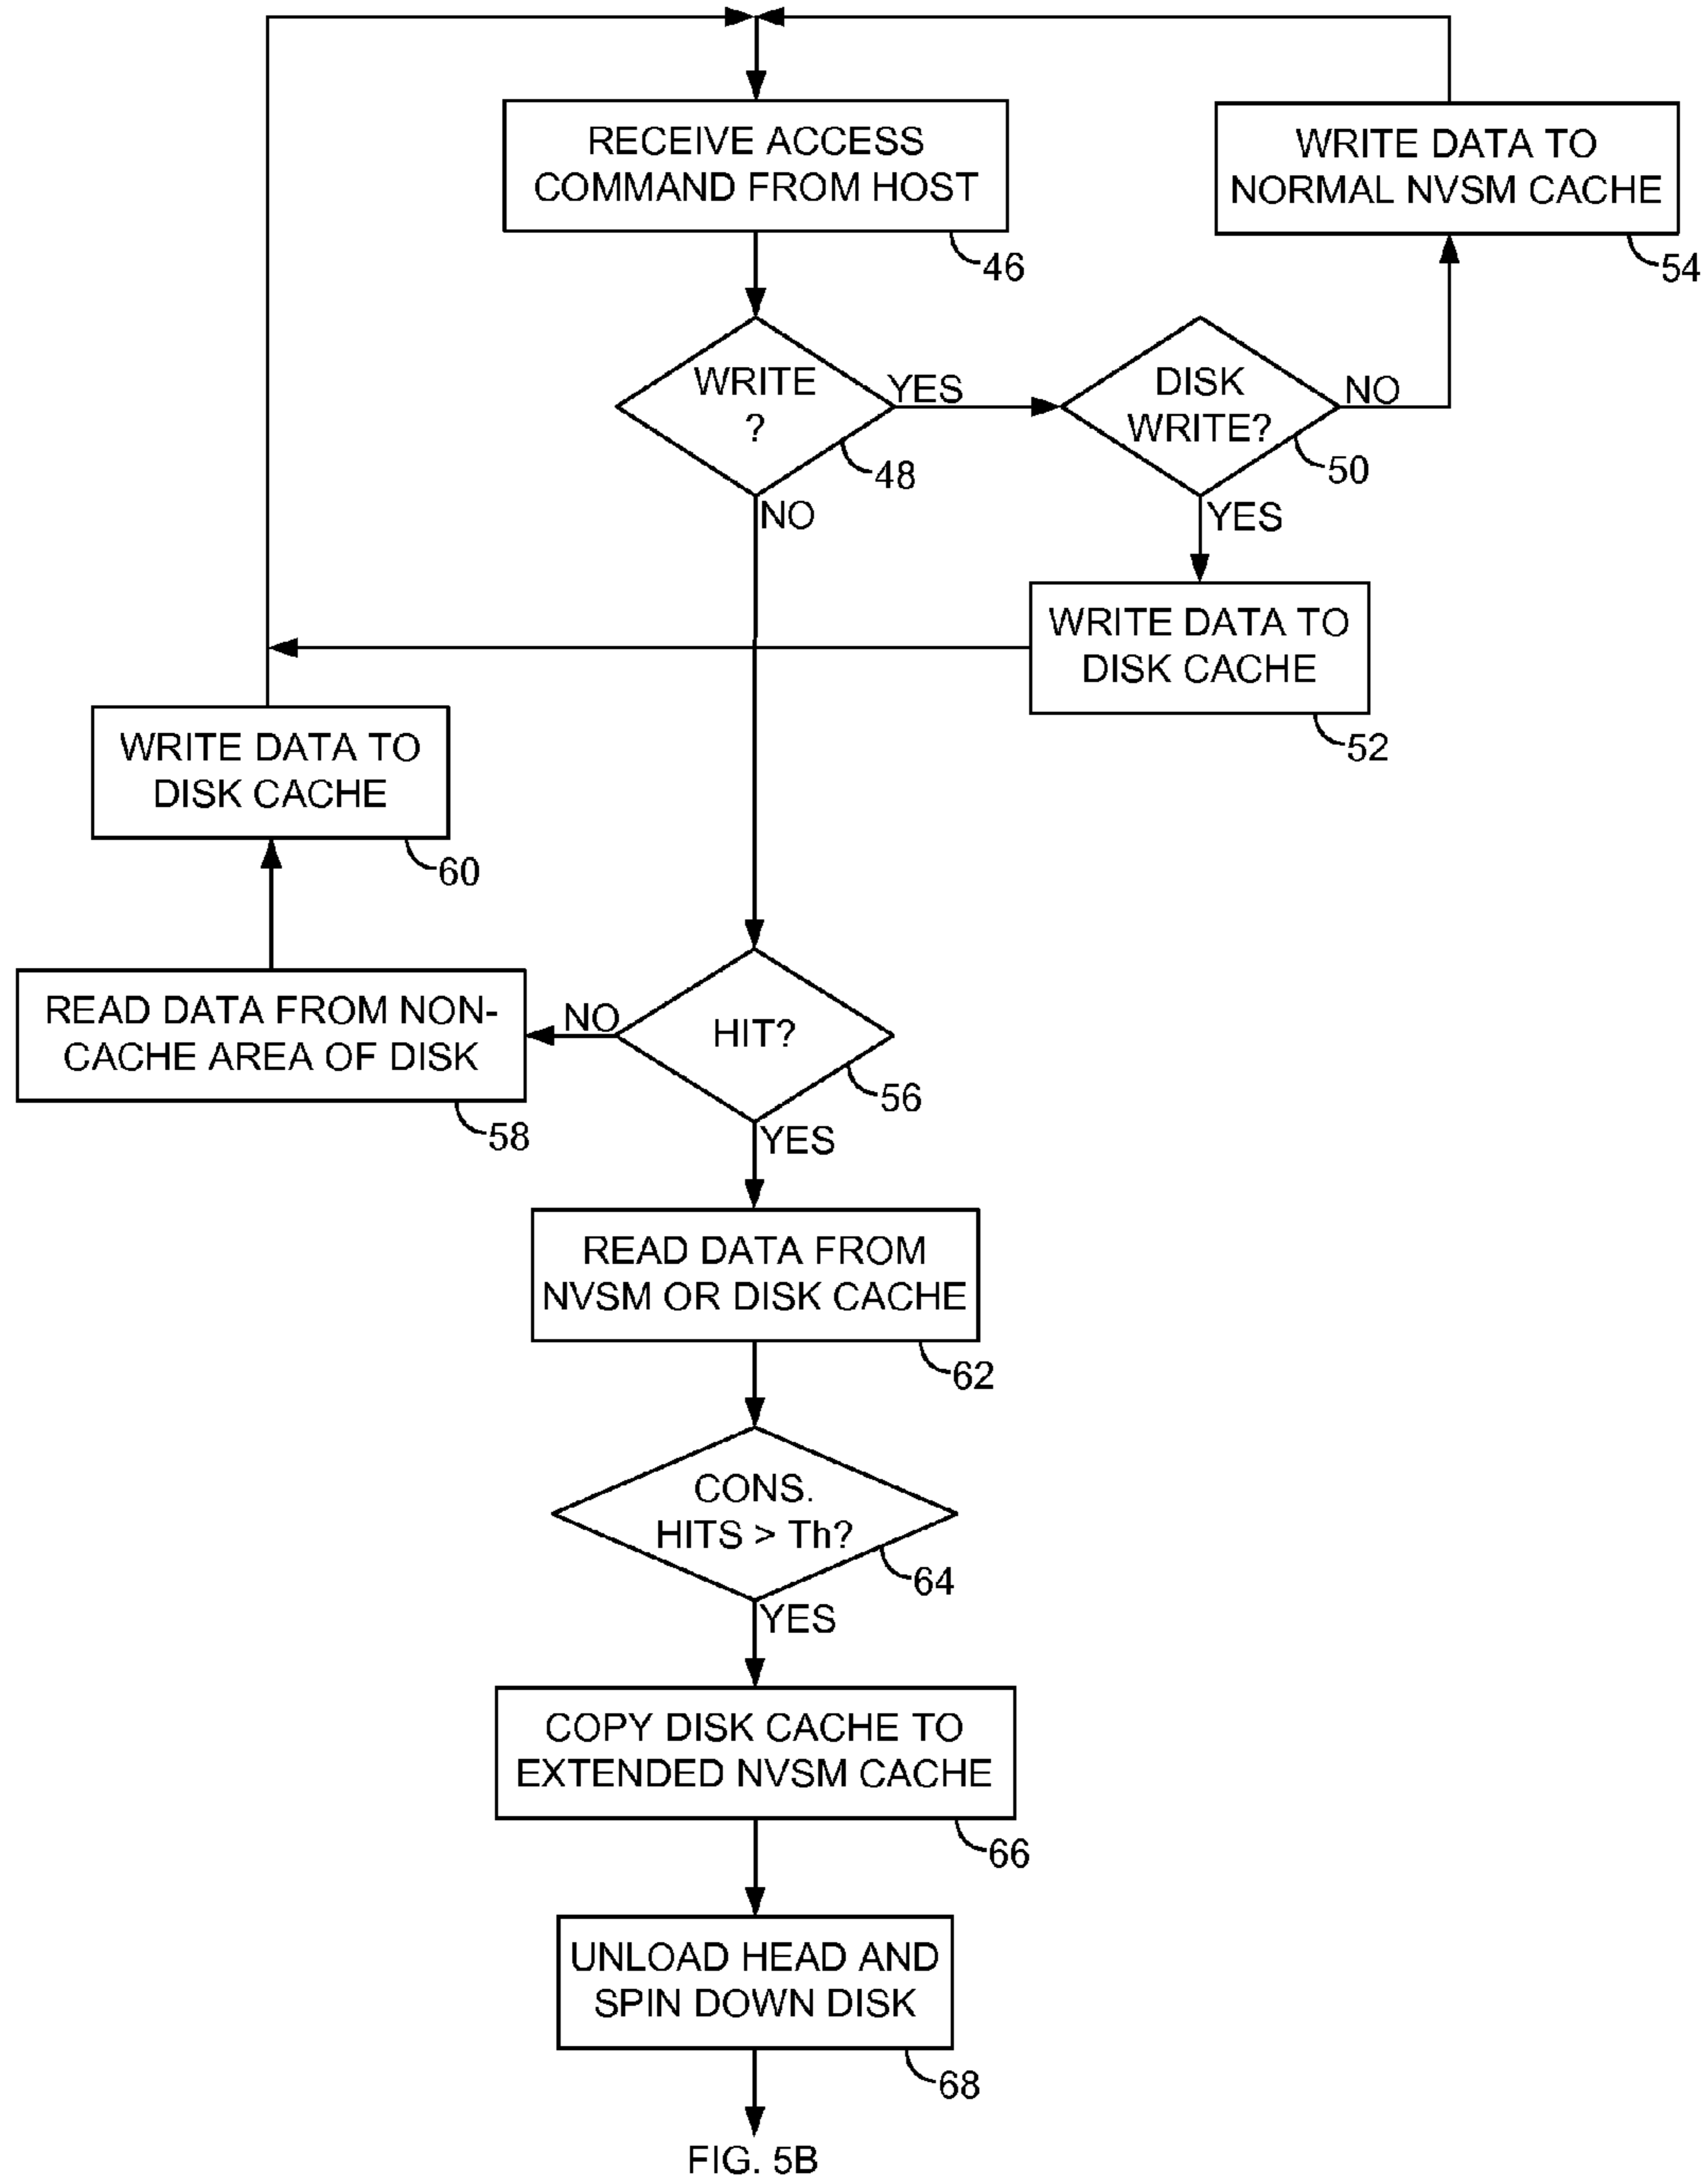 RECEIVE ACCESS
COMMAND FROM HOST
46
WRITE DATA TO
NORMAL NVSM CACHE
54
WRITE
?
48
YES
NO
DISK
WRITE?
50
NO
YES
WRITE DATA TO
DISK CACHE
52
WRITE DATA TO
DISK CACHE
60
READ DATA FROM NON-
CACHE AREA OF DISK
58
NO
HIT?
56
YES
READ DATA FROM
NVSM OR DISK CACHE
62
CONS.
HITS > Th?
64
YES
COPY DISK CACHE TO
EXTENDED NVSM CACHE
66
UNLOAD HEAD AND
SPIN DOWN DISK
68
FIG. 5B